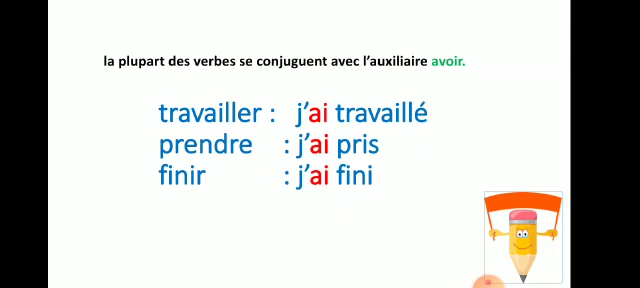 la plupart des verbes se conjuguent avec l'auxiliaire avoir.
travailler : j'ai travaillé
prendre : j'ai pris
finir : j'ai fini